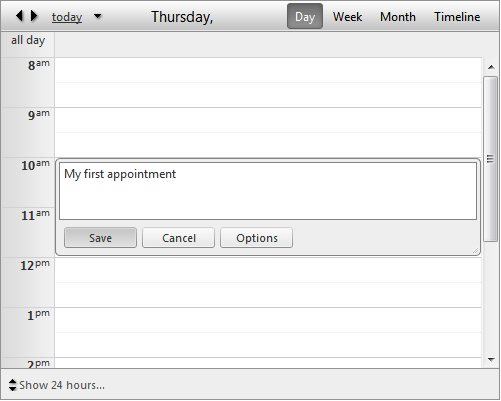 today Thursday, Day Week Month Timeline
all day
8am
9am
10am
My first appointment
11am
Save Cancel Options
12pm
1pm
2pm
Show 24 hours...